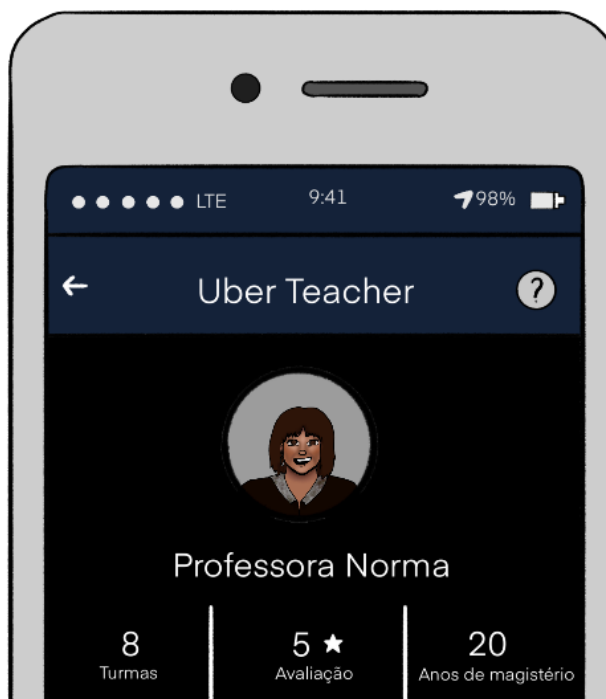 LTE 9:41 98%
Uber Teacher ?
Professora Norma
8 5 ★ 20
Turmas Avaliação Anos de magistério